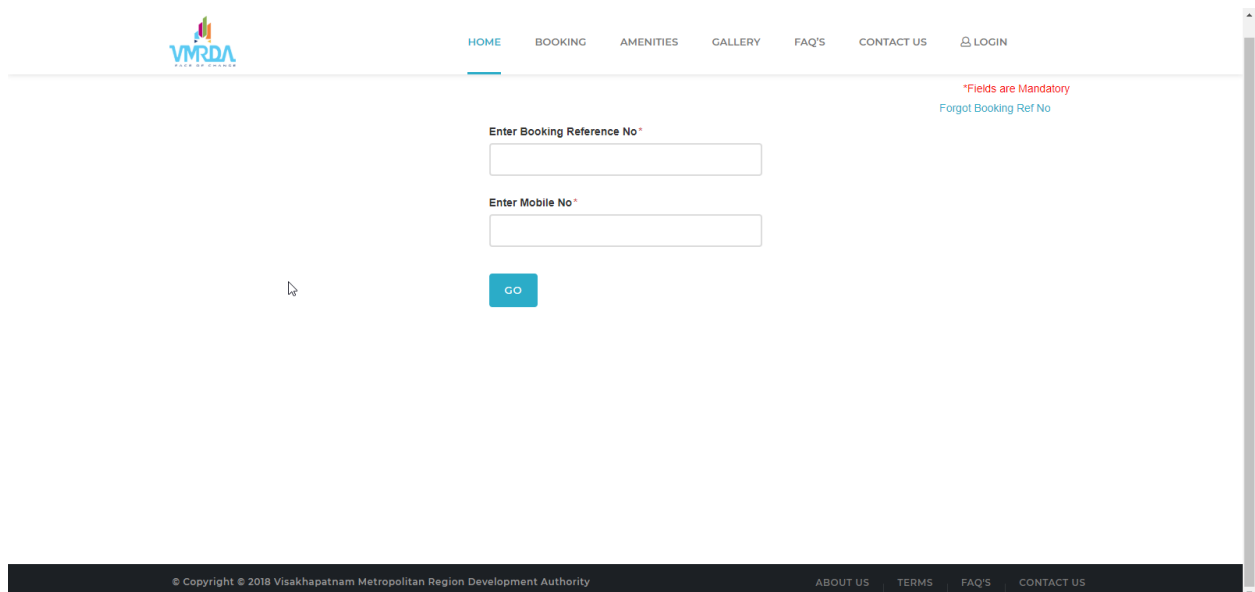 VMRDA
HOME BOOKING AMENITIES GALLERY FAQ'S CONTACT US LOGIN
*Fields are Mandatory
Forgot Booking Ref No
Enter Booking Reference No*
Enter Mobile No*
GO
© Copyright © 2018 Visakhapatnam Metropolitan Region Development Authority
ABOUT US TERMS FAQ'S CONTACT US